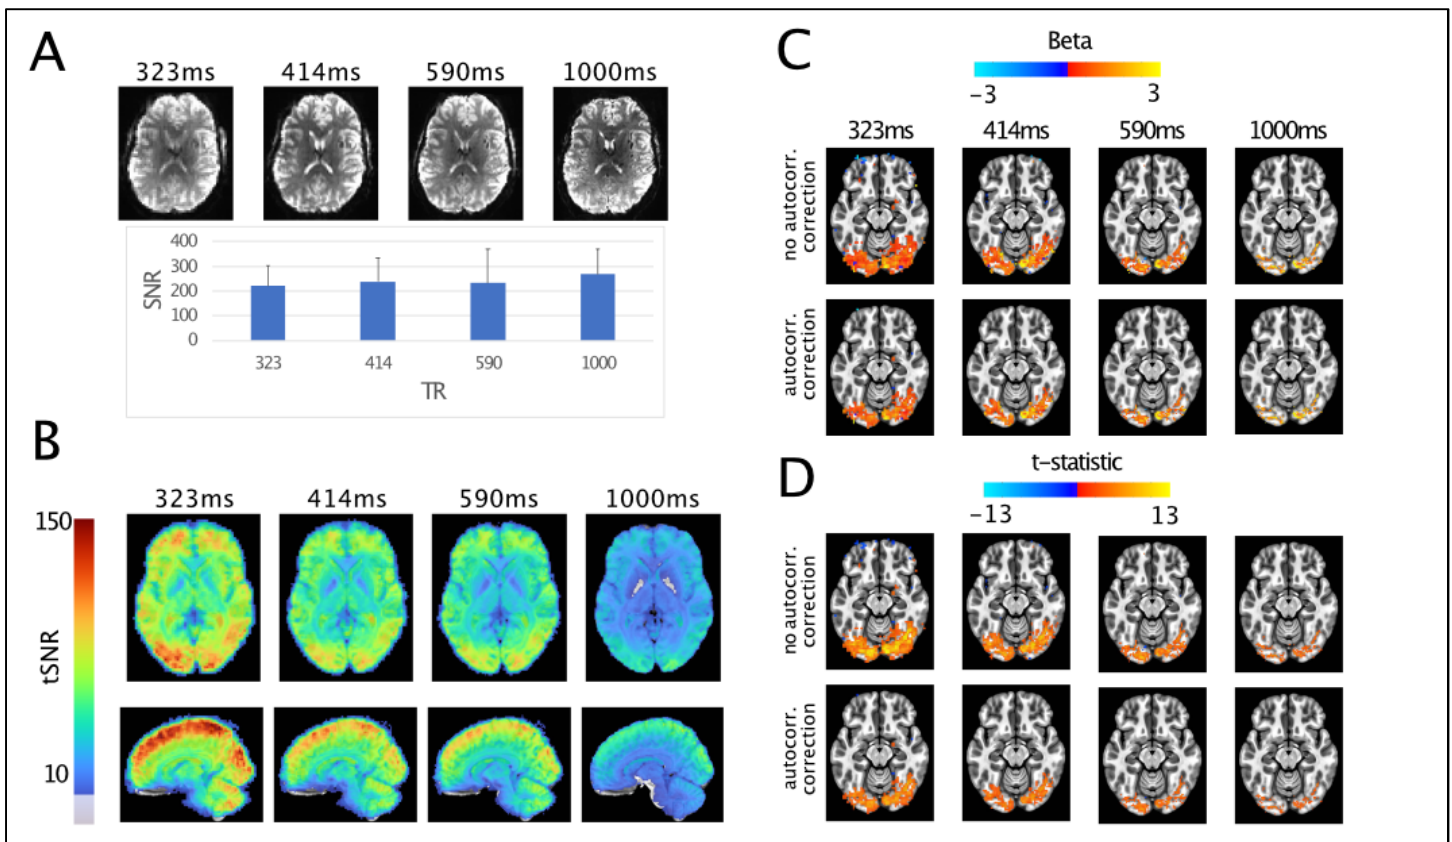 A
323ms 414ms 590ms 1000ms
400
300
200
100
0
SNR
323 414 590 1000
TR
B
323ms 414ms 590ms 1000ms
150
tSNR
10
C
Beta
-3 3
323ms 414ms 590ms 1000ms
no autocorr.
correction
autocorr.
correction
D
t-statistic
-13 13
no autocorr.
correction
autocorr.
correction